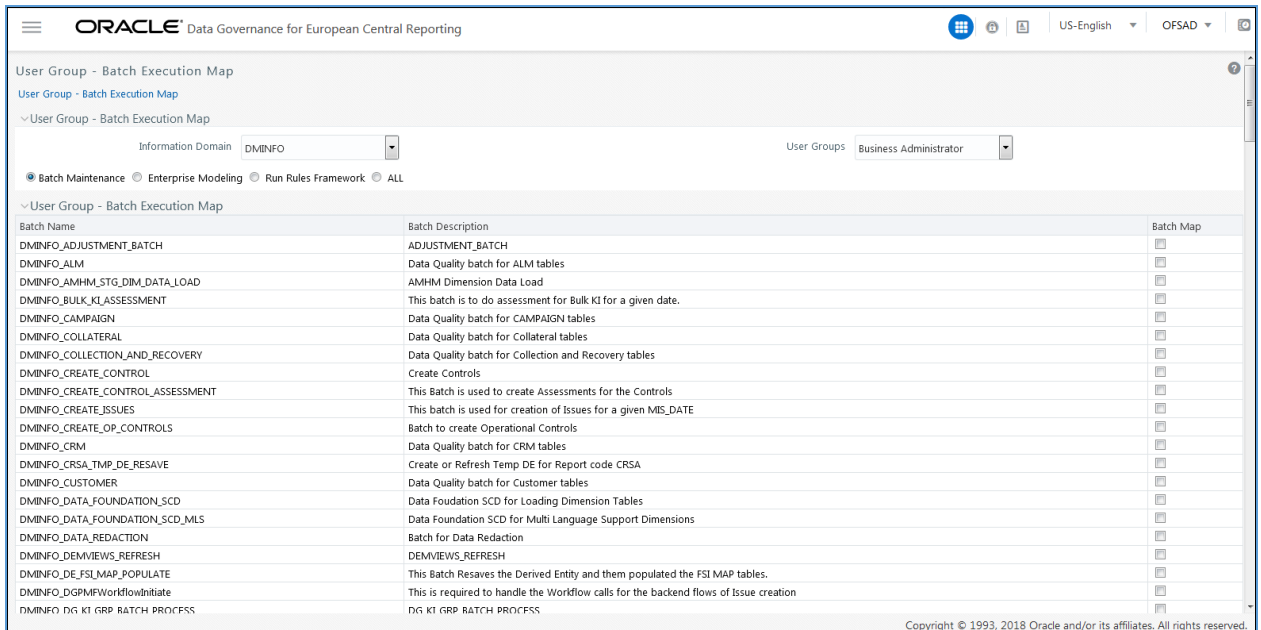 ORACLE® Data Governance for European Central Reporting US-English OFSAD
User Group - Batch Execution Map
User Group - Batch Execution Map
User Group - Batch Execution Map
Information Domain DMINFO User Groups Business Administrator
Batch Maintenance Enterprise Modeling Run Rules Framework ALL
User Group - Batch Execution Map
Batch Name Batch Description Batch Map
DMINFO_ADJUSTMENT_BATCH ADJUSTMENT_BATCH
DMINFO_ALM Data Quality batch for ALM tables
DMINFO_AMHM_STG_DIM_DATA_LOAD AMHM Dimension Data Load
DMINFO_BULK_KI_ASSESSMENT This batch is to do assessment for Bulk KI for a given date.
DMINFO_CAMPAIGN Data Quality batch for CAMPAIGN tables
DMINFO_COLLATERAL Data Quality batch for Collateral tables
DMINFO_COLLECTION_AND_RECOVERY Data Quality batch for Collection and Recovery tables
DMINFO_CREATE_CONTROL Create Controls
DMINFO_CREATE_CONTROL_ASSESSMENT This Batch is used to create Assessments for the Controls
DMINFO_CREATE_ISSUES This batch is used for creation of Issues for a given MIS_DATE
DMINFO_CREATE_OP_CONTROLS Batch to create Operational Controls
DMINFO_CRM Data Quality batch for CRM tables
DMINFO_CRSA_TMP_DE_RESAVE Create or Refresh Temp DE for Report code CRSA
DMINFO_CUSTOMER Data Quality batch for Customer tables
DMINFO_DATA_FOUNDATION_SCD Data Foudation SCD for Loading Dimension Tables
DMINFO_DATA_FOUNDATION_SCD_MLS Data Foundation SCD for Multi Language Support Dimensions
DMINFO_DATA_REDACTION Batch for Data Redaction
DMINFO_DEMVIEWS_REFRESH DEMVIEWS_REFRESH
DMINFO_DE_FSI_MAP_POPULATE This Batch Resaves the Derived Entity and them populated the FSI MAP tables.
DMINFO_DGPMFWorkflowInitiate This is required to handle the Workflow calls for the backend flows of Issue creation
DMINFO_DG_KI_GRP_BATCH_PROCESS DG_KI_GRP_BATCH_PROCESS
Copyright © 1993, 2018 Oracle and/or its affiliates. All rights reserved.